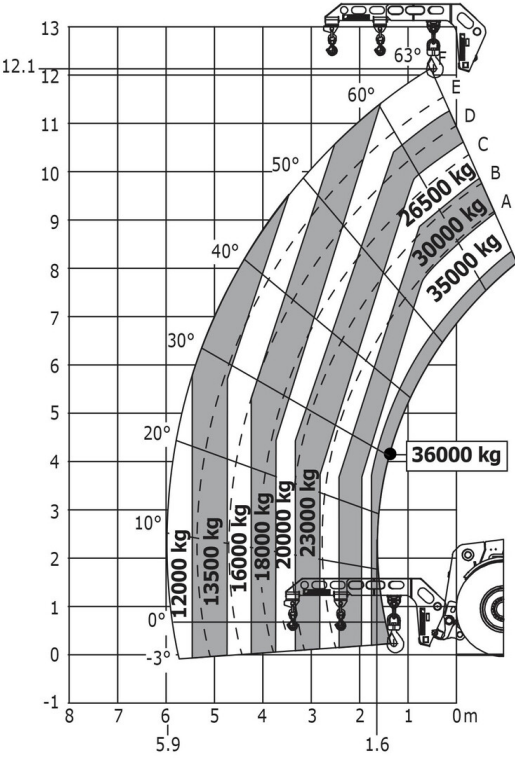 13
12.1
12
11
10
9
8
7
6
5
4
3
2
1
0
-1
63°
F
E
D
C
B
A
60°
50°
40°
30°
20°
10°
0°
-3°
26500 kg
30000 kg
35000 kg
36000 kg
12000 kg
13500 kg
16000 kg
18000 kg
20000 kg
23000 kg
8 7 6 5 4 3 2 1 0m
5.9 1.6